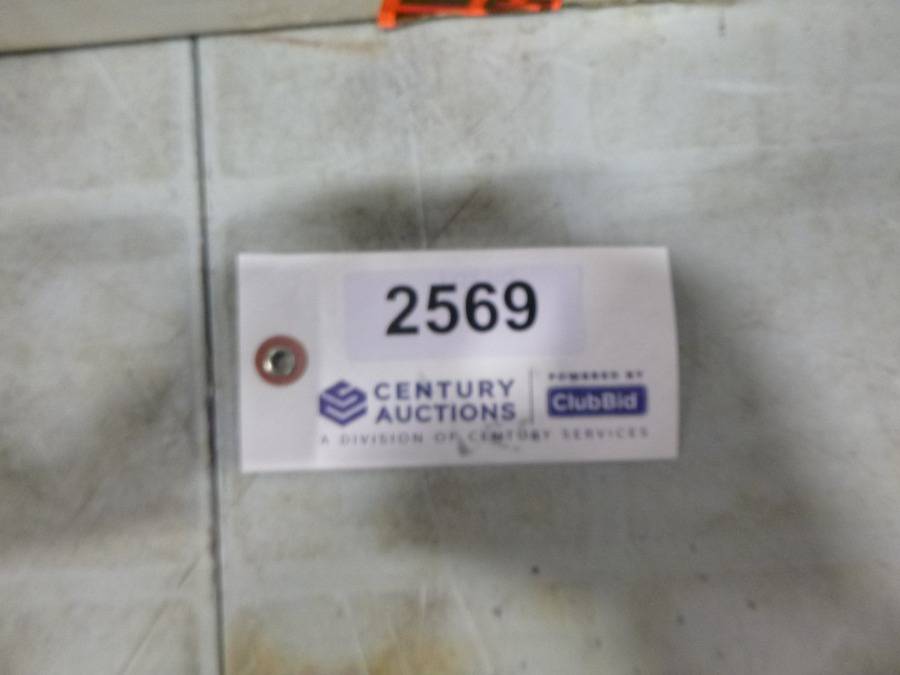 2569
CENTURY
AUCTIONS
POWERED BY
ClubBid
A DIVISION OF CENTURY SERVICES